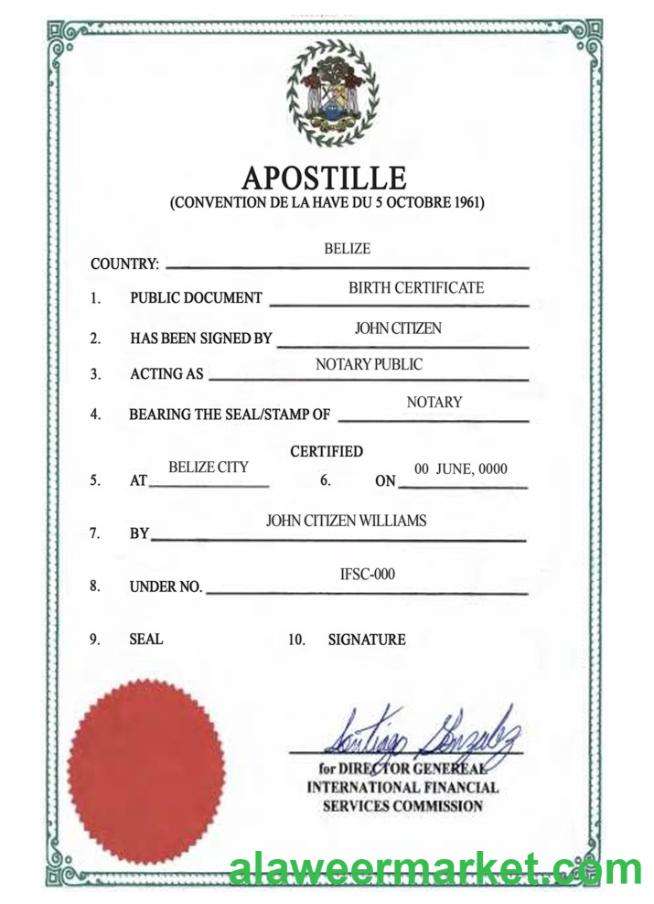 APOSTILLE
(CONVENTION DE LA HAVE DU 5 OCTOBRE 1961)
COUNTRY: BELIZE
1. PUBLIC DOCUMENT BIRTH CERTIFICATE
2. HAS BEEN SIGNED BY JOHN CITIZEN
3. ACTING AS NOTARY PUBLIC
4. BEARING THE SEAL/STAMP OF NOTARY
CERTIFIED
5. AT BELIZE CITY 6. ON 00 JUNE, 0000
7. BY JOHN CITIZEN WILLIAMS
8. UNDER NO. IFSC-000
9. SEAL 10. SIGNATURE
Santiago Gonzalez
for DIRECTOR GENEREAL
INTERNATIONAL FINANCIAL
SERVICES COMMISSION
alaweermarket.com